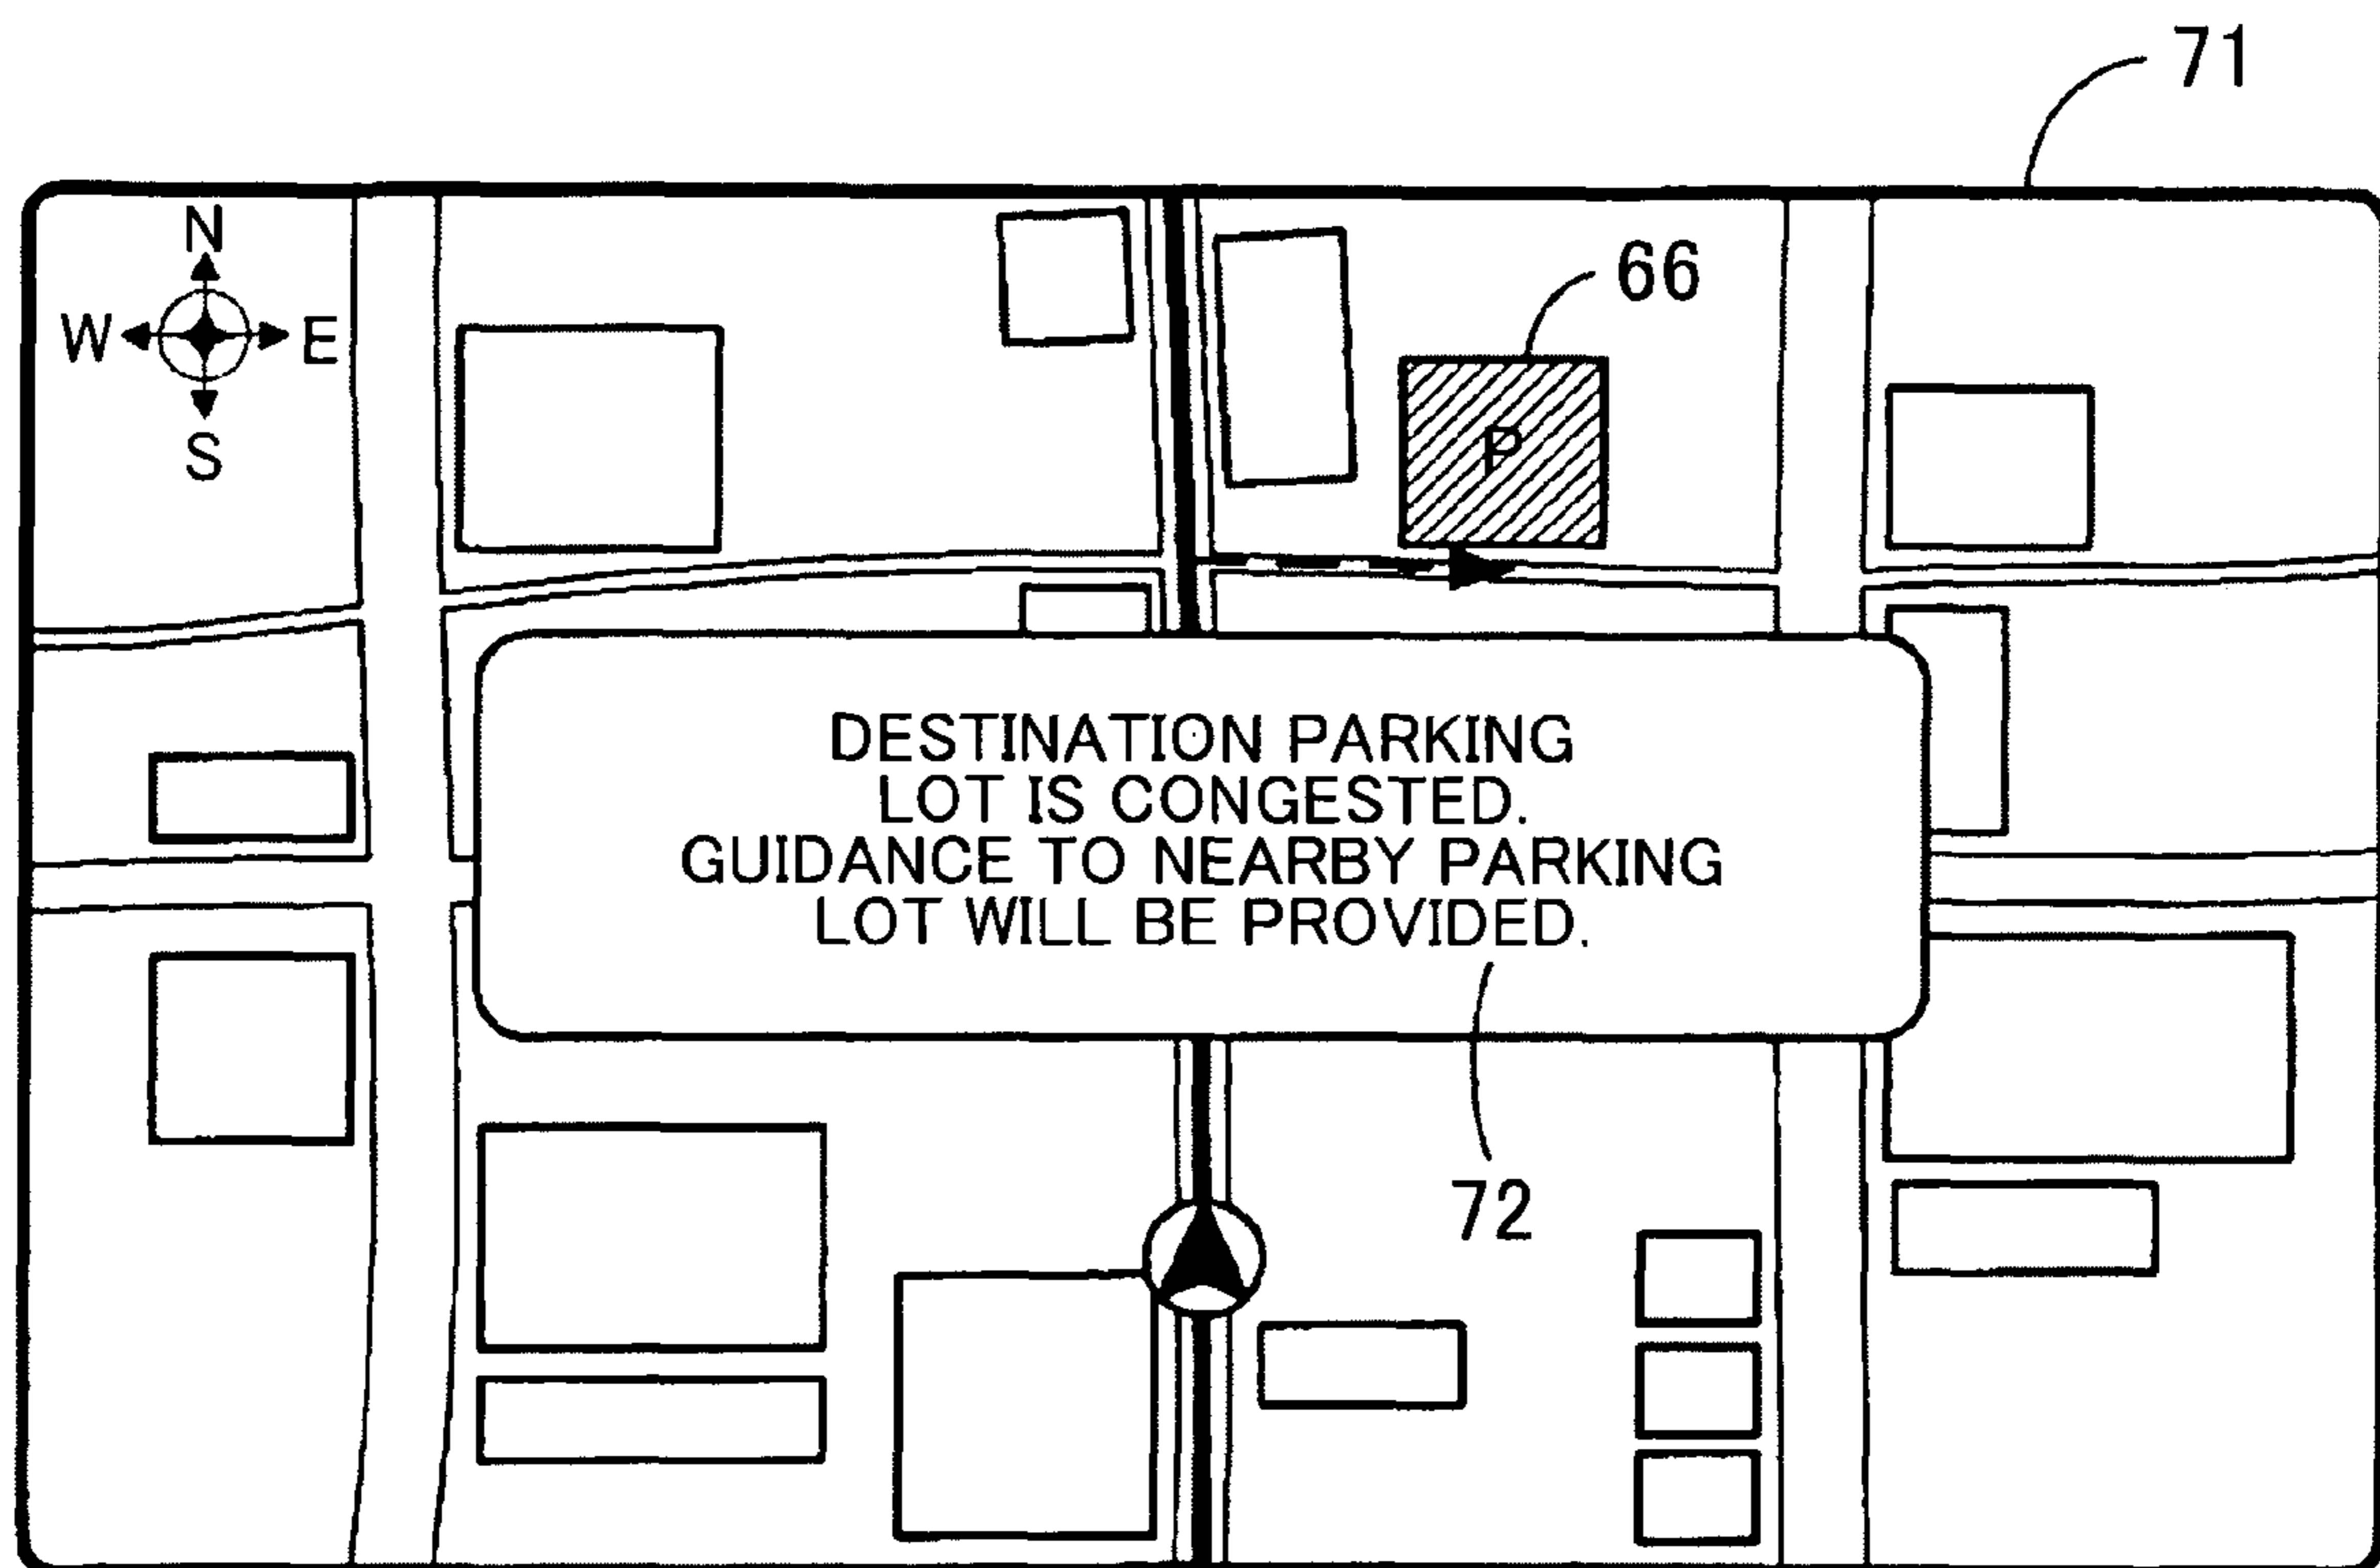 71
N
66
W E
P
S
DESTINATION PARKING
LOT IS CONGESTED.
GUIDANCE TO NEARBY PARKING
LOT WILL BE PROVIDED.
72